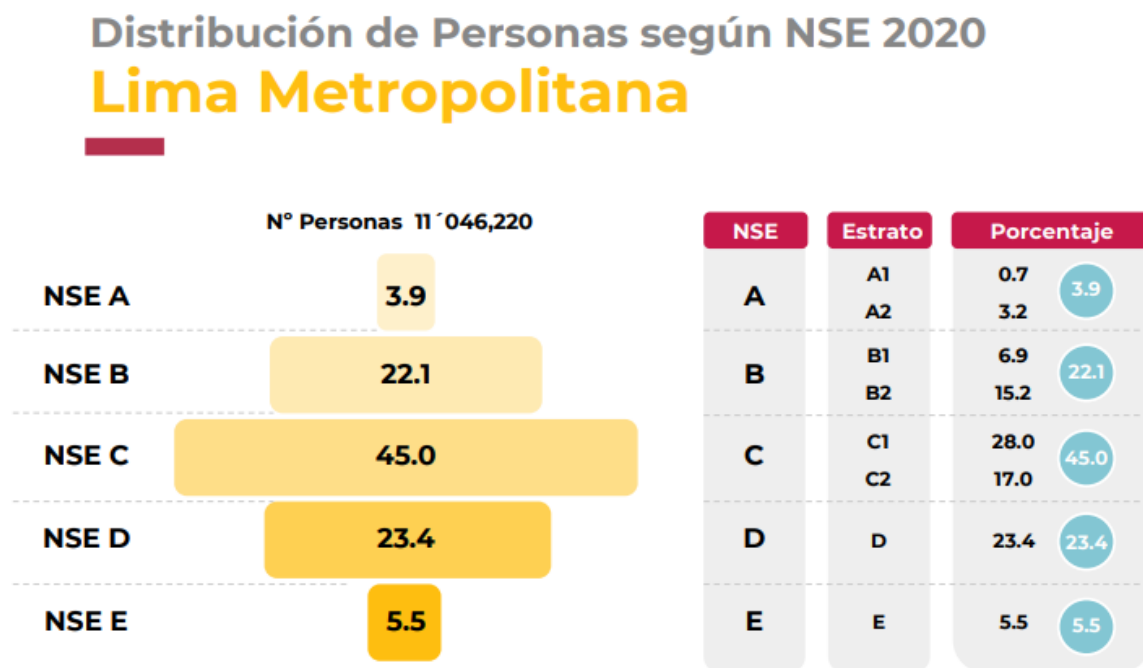 Distribución de Personas según NSE 2020
Lima Metropolitana
Nº Personas 11´046,220
NSE A 3.9
NSE B 22.1
NSE C 45.0
NSE D 23.4
NSE E 5.5
NSE Estrato Porcentaje
A A1 0.7 3.9
A2 3.2
B B1 6.9 22.1
B2 15.2
C C1 28.0 45.0
C2 17.0
D D 23.4 23.4
E E 5.5 5.5